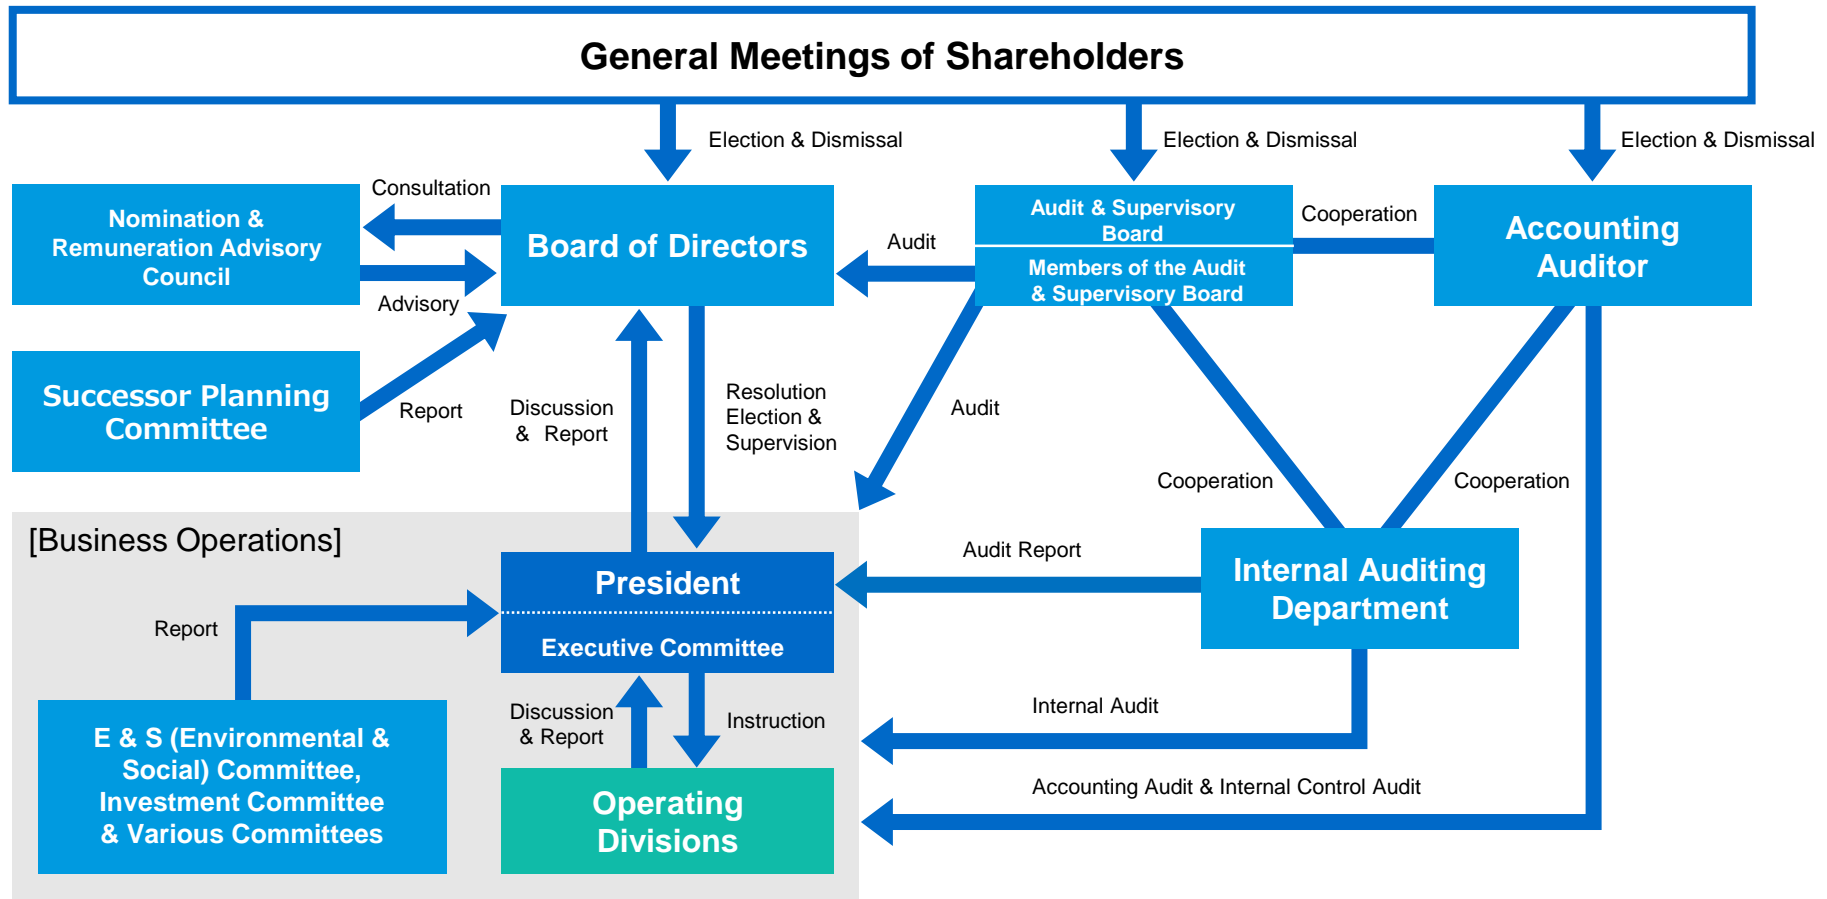 General Meetings of Shareholders
Election & Dismissal
Election & Dismissal
Election & Dismissal
Nomination &
Remuneration Advisory
Council
Consultation
Advisory
Board of Directors
Audit
Audit & Supervisory
Board
Members of the Audit
& Supervisory Board
Cooperation
Accounting
Auditor
Successor Planning
Committee
Report
Discussion
& Report
Resolution
Election &
Supervision
Audit
Cooperation
Cooperation
[Business Operations]
President
Executive Committee
Audit Report
Internal Auditing
Department
Report
E & S (Environmental &
Social) Committee,
Investment Committee
& Various Committees
Discussion
& Report
Instruction
Internal Audit
Operating
Divisions
Accounting Audit & Internal Control Audit